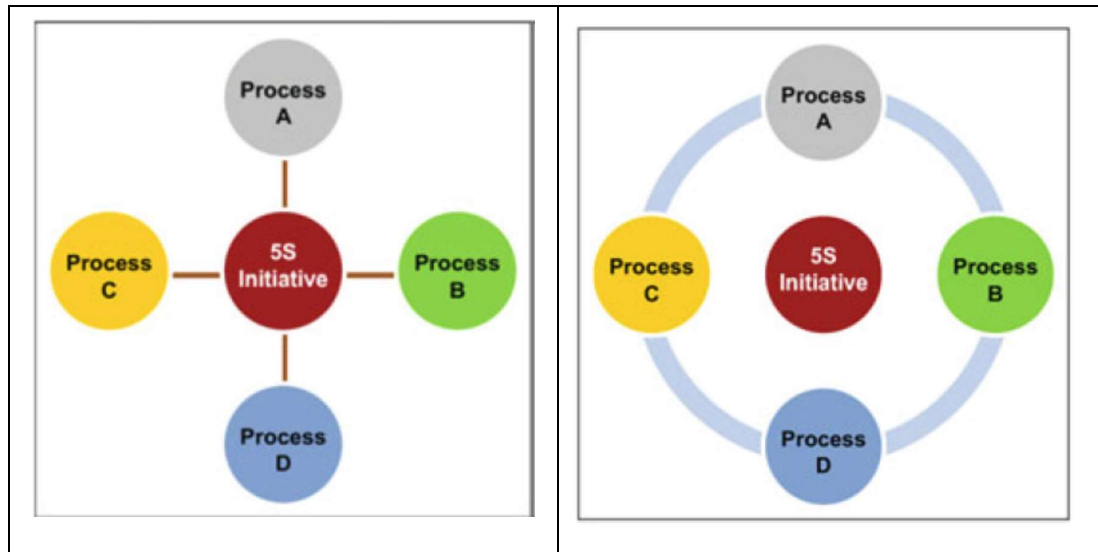 Process
A
Process
C
5S
Initiative
Process
B
Process
D
Process
A
Process
C
5S
Initiative
Process
B
Process
D